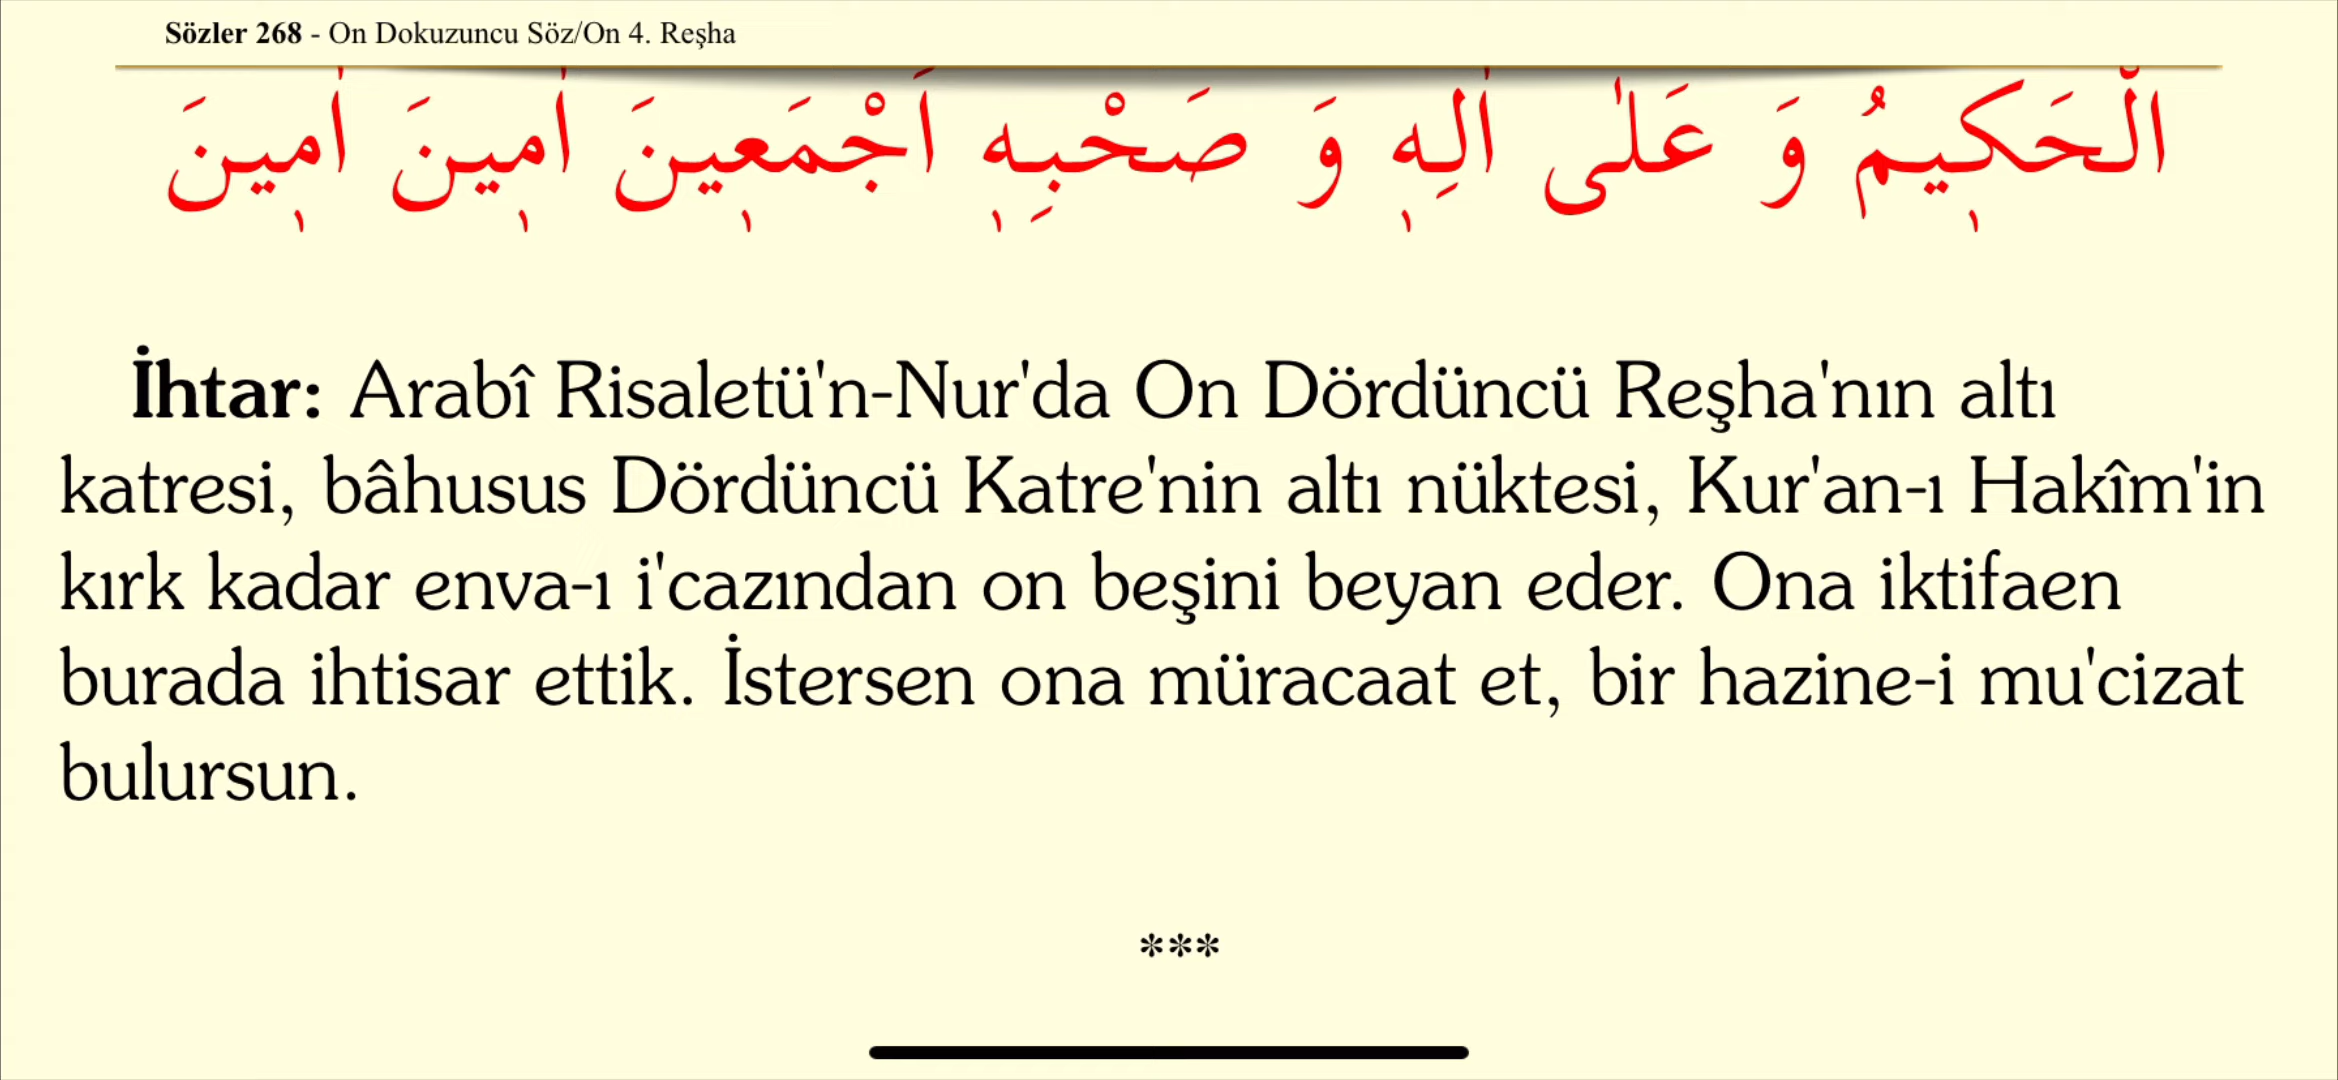 Sözler 268 - On Dokuzuncu Söz/On 4. Reşha
الْحَكٖيمُ وَ عَلٰى اٰلِهٖ وَ صَحْبِهٖ اَجْمَعٖينَ اٰمٖينَ اٰمٖينَ
İhtar: Arabî Risaletü'n-Nur'da On Dördüncü Reşha'nın altı
katresi, bâhusus Dördüncü Katre'nin altı nüktesi, Kur'an-ı Hakîm'in
kırk kadar enva-ı i'cazından on beşini beyan eder. Ona iktifaen
burada ihtisar ettik. İstersen ona müracaat et, bir hazine-i mu'cizat
bulursun.
***